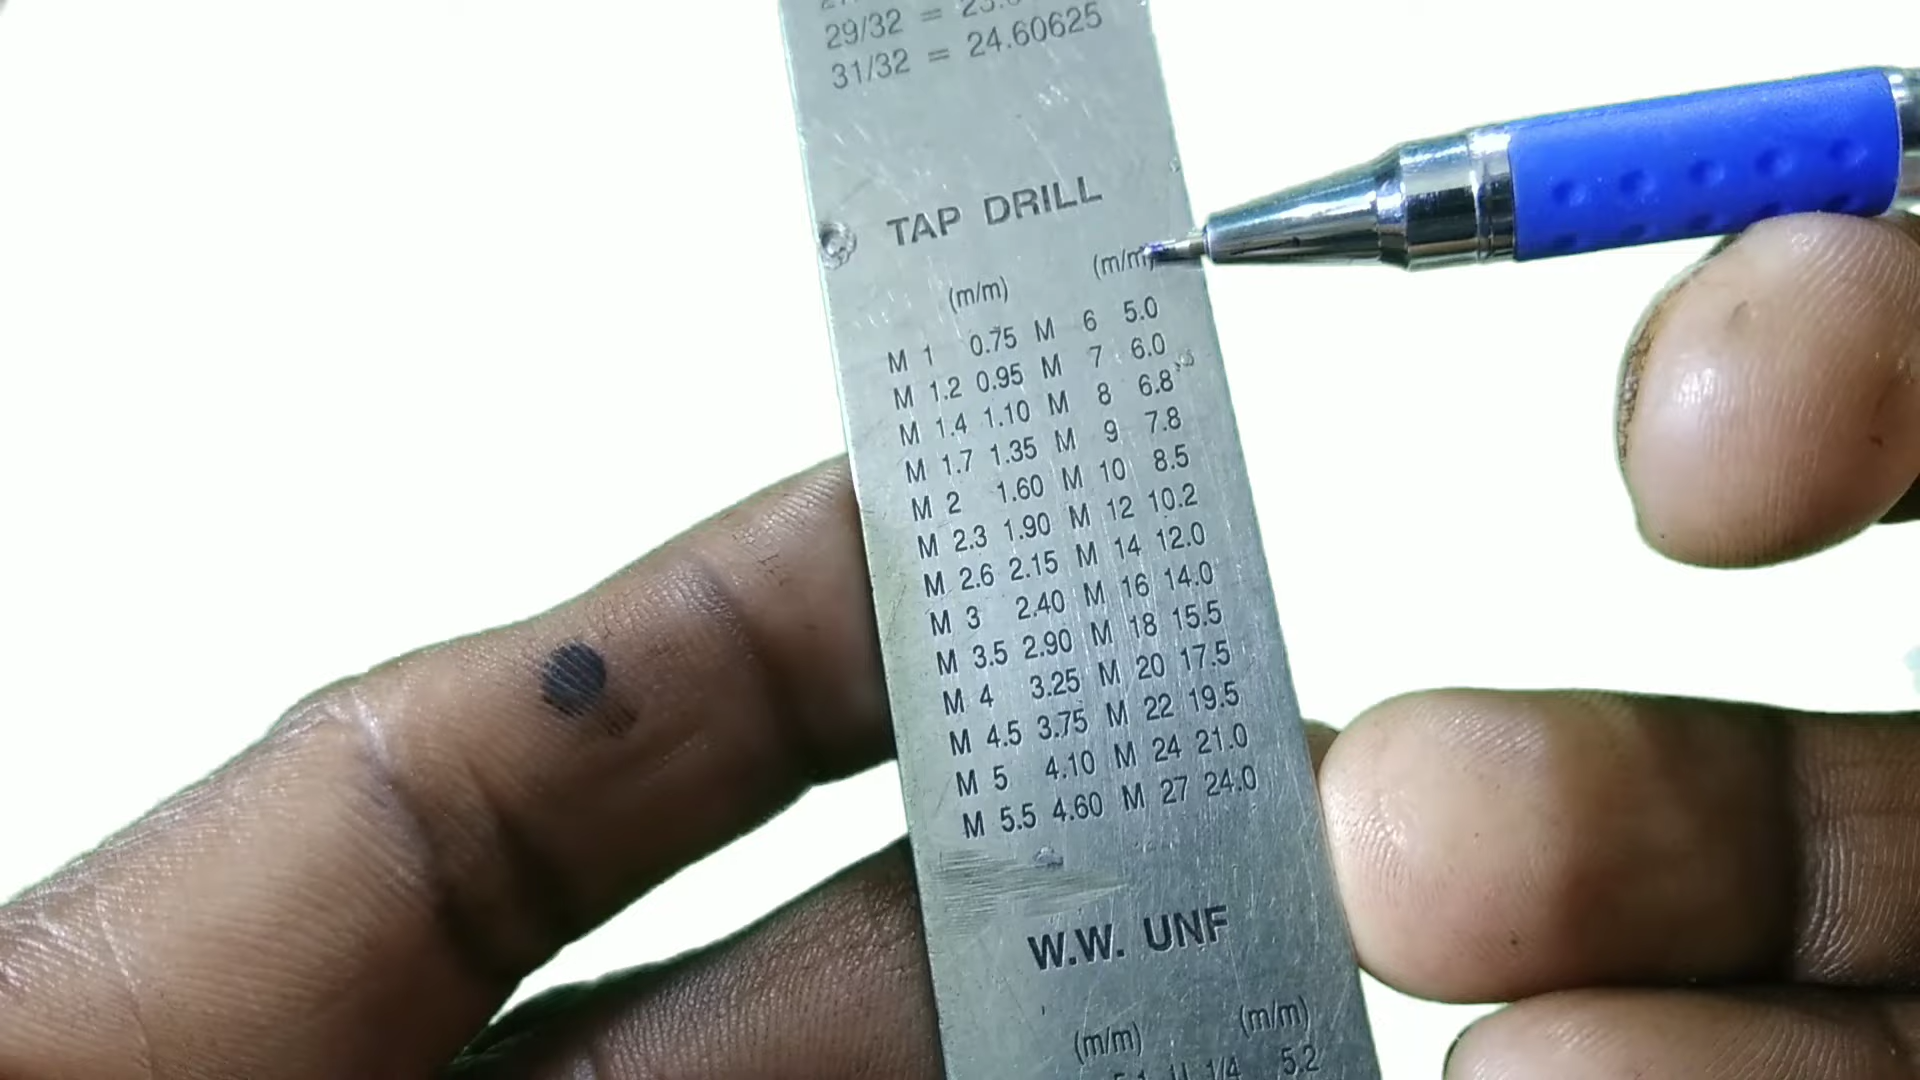 29/32 =
31/32 = 24.60625
TAP DRILL
(m/m) (m/m)
M 1 0.75 M 6 5.0
M 1.2 0.95 M 7 6.0
M 1.4 1.10 M 8 6.8
M 1.7 1.35 M 9 7.8
M 2 1.60 M 10 8.5
M 2.3 1.90 M 12 10.2
M 2.6 2.15 M 14 12.0
M 3 2.40 M 16 14.0
M 3.5 2.90 M 18 15.5
M 4 3.25 M 20 17.5
M 4.5 3.75 M 22 19.5
M 5 4.10 M 24 21.0
M 5.5 4.60 M 27 24.0
W.W. UNF
(m/m) (m/m)
1/4 5.2